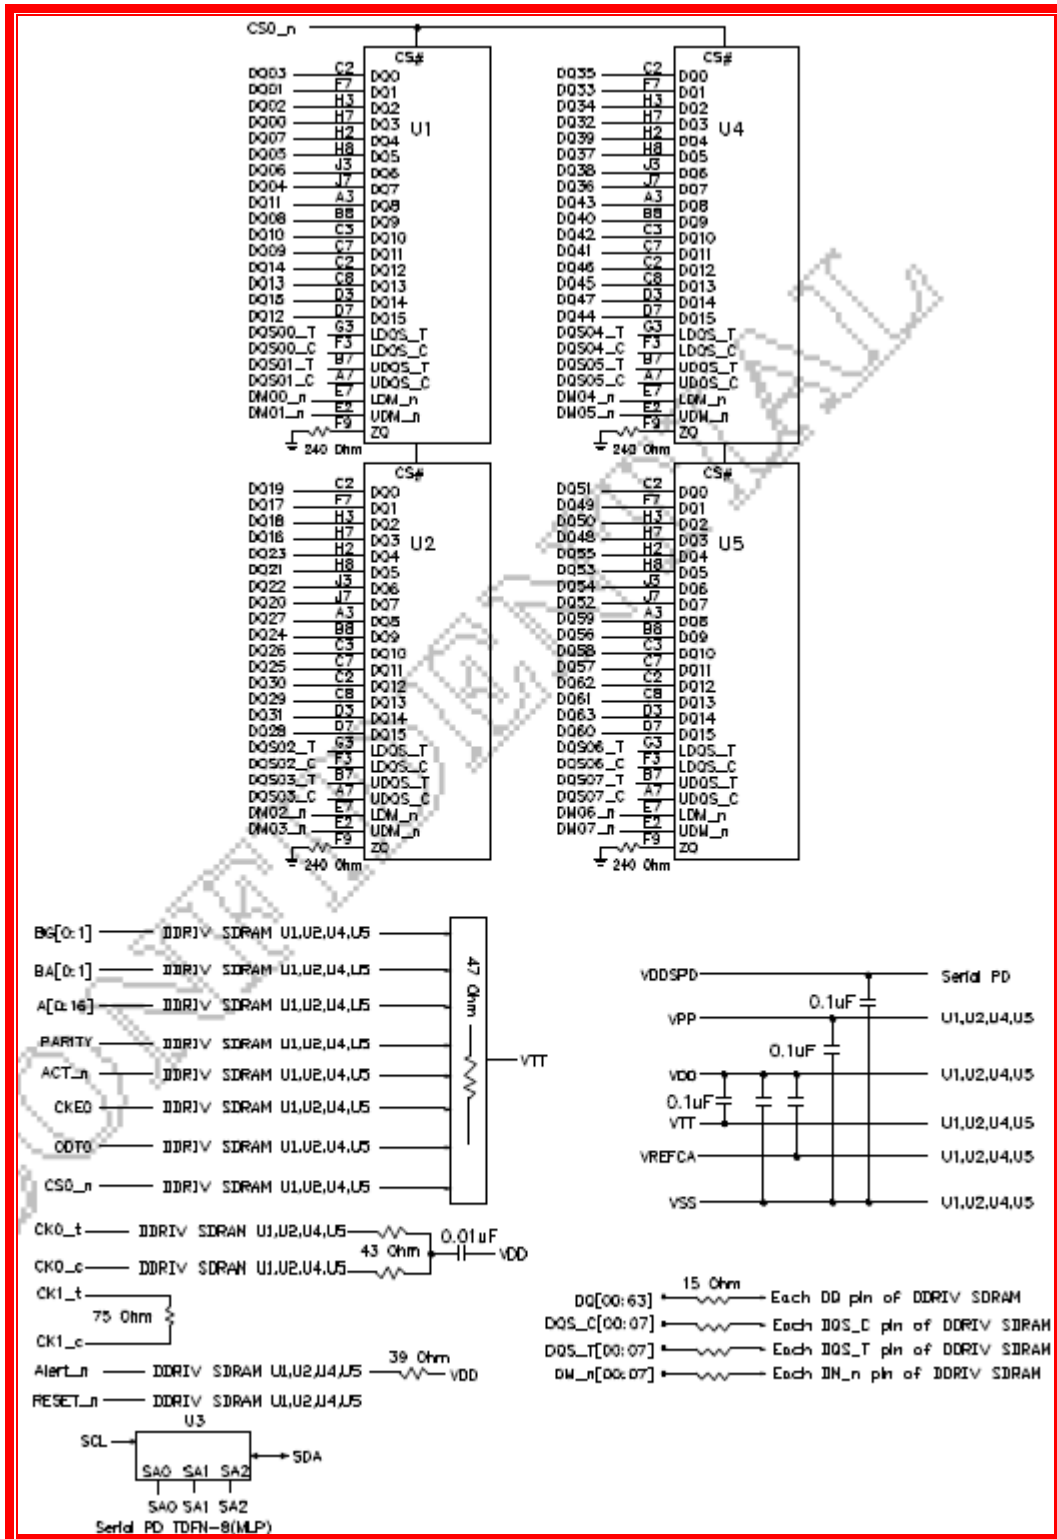 CS0_n
CS#
DQ03 C2 DQ0
DQ01 F7 DQ1
DQ02 H3 DQ2
DQ00 H7 DQ3
DQ07 H2 DQ4
DQ05 H8 DQ5
DQ06 J3 DQ6
DQ04 J7 DQ7
DQ11 A3 DQ8
DQ08 B8 DQ9
DQ10 C3 DQ10
DQ09 C7 DQ11
DQ14 C2 DQ12
DQ13 C8 DQ13
DQ15 D3 DQ14
DQ12 D7 DQ15
DQS00_T G3 LDQS_T
DQS00_C F3 LDQS_C
DQS01_T B7 UDQS_T
DQS01_C A7 UDQS_C
DM00_n E7 LDM_n
DM01_n E2 UDM_n
F9 ZQ
240 Ohm
U1
CS#
DQ35 C2 DQ0
DQ33 F7 DQ1
DQ34 H3 DQ2
DQ32 H7 DQ3
DQ39 H2 DQ4
DQ37 H8 DQ5
DQ38 J3 DQ6
DQ36 J7 DQ7
DQ43 A3 DQ8
DQ40 B8 DQ9
DQ42 C3 DQ10
DQ41 C7 DQ11
DQ46 C2 DQ12
DQ45 C8 DQ13
DQ47 D3 DQ14
DQ44 D7 DQ15
DQS04_T G3 LDQS_T
DQS04_C F3 LDQS_C
DQS05_T B7 UDQS_T
DQS05_C A7 UDQS_C
DM04_n E7 LDM_n
DM05_n E2 UDM_n
F9 ZQ
240 Ohm
U4
CS#
DQ19 C2 DQ0
DQ17 F7 DQ1
DQ18 H3 DQ2
DQ16 H7 DQ3
DQ23 H2 DQ4
DQ21 H8 DQ5
DQ22 J3 DQ6
DQ20 J7 DQ7
DQ27 A3 DQ8
DQ24 B8 DQ9
DQ26 C3 DQ10
DQ25 C7 DQ11
DQ30 C2 DQ12
DQ29 C8 DQ13
DQ31 D3 DQ14
DQ28 D7 DQ15
DQS02_T G3 LDQS_T
DQS02_C F3 LDQS_C
DQS03_T B7 UDQS_T
DQS03_C A7 UDQS_C
DM02_n E7 LDM_n
DM03_n E2 UDM_n
F9 ZQ
240 Ohm
U2
CS#
DQ51 C2 DQ0
DQ49 F7 DQ1
DQ50 H3 DQ2
DQ48 H7 DQ3
DQ55 H2 DQ4
DQ53 H8 DQ5
DQ54 J3 DQ6
DQ52 J7 DQ7
DQ59 A3 DQ8
DQ56 B8 DQ9
DQ58 C3 DQ10
DQ57 C7 DQ11
DQ62 C2 DQ12
DQ61 C8 DQ13
DQ63 D3 DQ14
DQ60 D7 DQ15
DQS06_T G3 LDQS_T
DQS06_C F3 LDQS_C
DQS07_T B7 UDQS_T
DQS07_C A7 UDQS_C
DM06_n E7 LDM_n
DM07_n E2 UDM_n
F9 ZQ
240 Ohm
U5
CONFIDENTIAL
BG[0:1] DDRIV SDRAM U1,U2,U4,U5
BA[0:1] DDRIV SDRAM U1,U2,U4,U5
A[0:16] DDRIV SDRAM U1,U2,U4,U5
PARITY DDRIV SDRAM U1,U2,U4,U5
ACT_n DDRIV SDRAM U1,U2,U4,U5
CKE0 DDRIV SDRAM U1,U2,U4,U5
ODT0 DDRIV SDRAM U1,U2,U4,U5
CS0_n DDRIV SDRAM U1,U2,U4,U5
47 Ohm
VTT
CK0_t DDRIV SDRAN U1,U2,U4,U5
43 Ohm
0.01uF
VDD
CK0_c DDRIV SDRAN U1,U2,U4,U5
CK1_t
75 Ohm
CK1_c
Alert_n DDRIV SDRAM U1,U2,U4,U5 39 Ohm VDD
RESET_n DDRIV SDRAM U1,U2,U4,U5
U3
SCL
SDA
SA0 SA1 SA2
SA0 SA1 SA2
Serial PD TDFN-8(MLP)
VDDSPD Serial PD
0.1uF
VPP U1,U2,U4,U5
0.1uF
VDD U1,U2,U4,U5
0.1uF
VTT U1,U2,U4,U5
VREFCA U1,U2,U4,U5
VSS U1,U2,U4,U5
15 Ohm
DQ[00:63] Each DQ pin of DDRIV SDRAM
DQS_C[00:07] Each DQS_C pin of DDRIV SDRAM
DQS_T[00:07] Each DQS_T pin of DDRIV SDRAM
DM_n[00:07] Each DM_n pin of DDRIV SDRAM